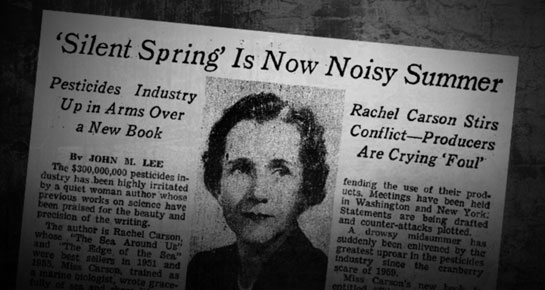 'Silent Spring' Is Now Noisy Summer
Pesticides Industry
Up in Arms Over
a New Book
By JOHN M. LEE
The $300,000,000 pesticides in-
dustry has been highly irritated
by a quiet woman author whose
previous works on science have
been praised for the beauty and
precision of the writing.
The author is Rachel Carson,
whose "The Sea Around Us"
and "The Edge of the Sea"
were best sellers in 1951 and
1955. Miss Carson, trained as
a marine biologist, wrote grace-
Rachel Carson Stirs
Conflict—Producers
Are Crying 'Foul'
fending the use of their prod-
ucts. Meetings have been held
in Washington and New York.
Statements are being drafted
and counter-attacks plotted.
A drowsy midsummer has
suddenly been enlivened by the
greatest uproar in the pesticides
industry since the cranberry
scare of 1959.
Miss Carson's new book is